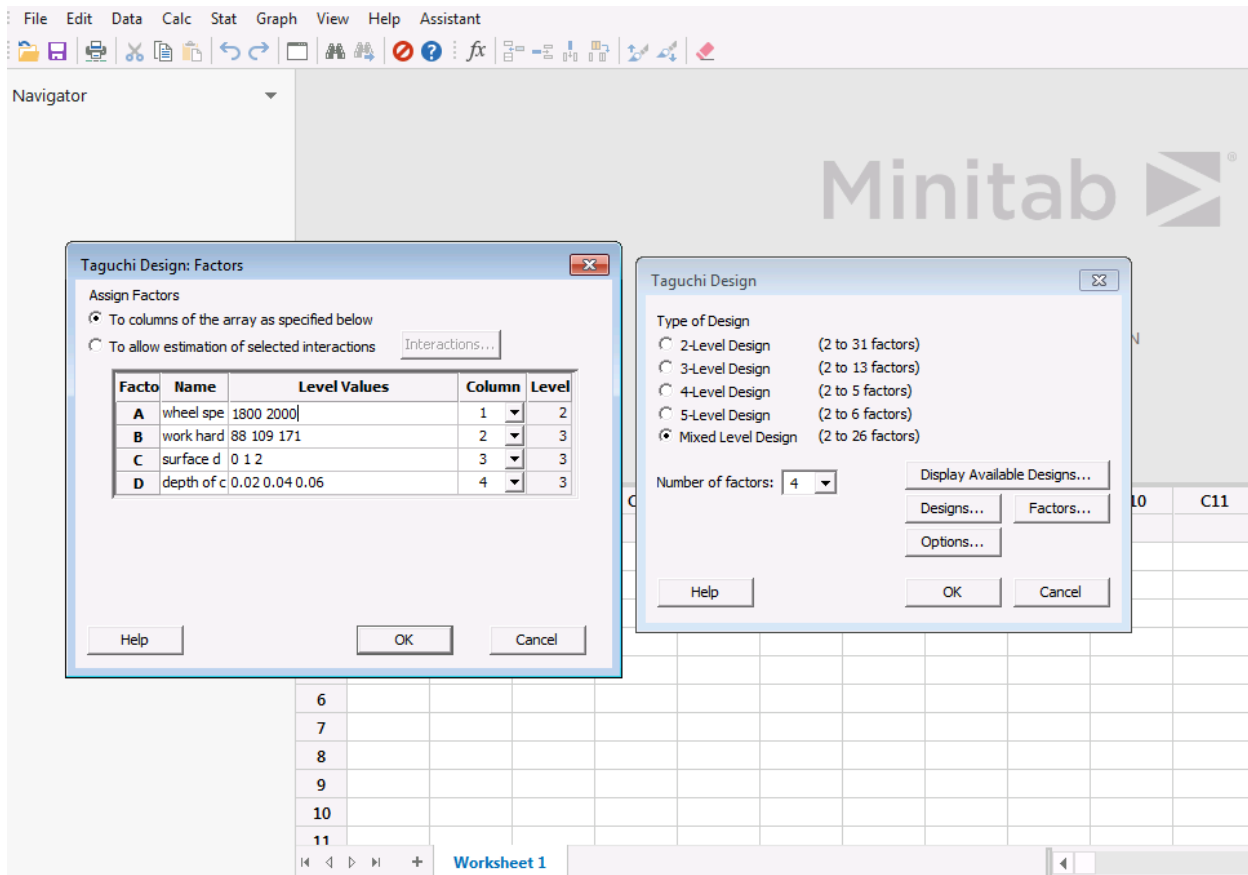 File Edit Data Calc Stat Graph View Help Assistant
fx
Navigator
Minitab
Taguchi Design: Factors
Assign Factors
To columns of the array as specified below
To allow estimation of selected interactions Interactions...
Facto Name Level Values Column Level
A wheel spe 1800 2000 1 2
B work hard 88 109 171 2 3
C surface d 0 1 2 3 3
D depth of c 0.02 0.04 0.06 4 3
Help OK Cancel
Taguchi Design
Type of Design
2-Level Design (2 to 31 factors)
3-Level Design (2 to 13 factors)
4-Level Design (2 to 5 factors)
5-Level Design (2 to 6 factors)
Mixed Level Design (2 to 26 factors)
Number of factors: 4 Display Available Designs...
Designs... Factors...
Options...
Help OK Cancel
N
C 10 C11
6
7
8
9
10
11
+ Worksheet 1